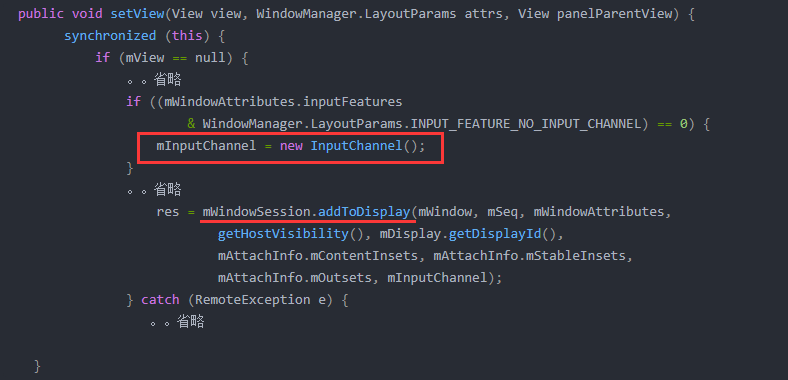 public void setView(View view, WindowManager.LayoutParams attrs, View panelParentView) {
synchronized (this) {
if (mView == null) {
。。省略
if ((mWindowAttributes.inputFeatures
& WindowManager.LayoutParams.INPUT_FEATURE_NO_INPUT_CHANNEL) == 0) {
mInputChannel = new InputChannel();
}
。。省略
res = mWindowSession.addToDisplay(mWindow, mSeq, mWindowAttributes,
getHostVisibility(), mDisplay.getDisplayId(),
mAttachInfo.mContentInsets, mAttachInfo.mStableInsets,
mAttachInfo.mOutsets, mInputChannel);
} catch (RemoteException e) {
。。省略
}